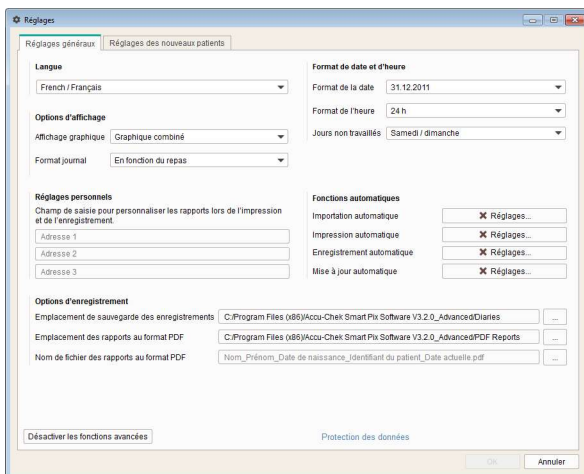 Réglages
Réglages généraux
Réglages des nouveaux patients
Langue
French / Français
Options d'affichage
Affichage graphique Graphique combiné
Format journal En fonction du repas
Format de date et d'heure
Format de la date 31.12.2011
Format de l'heure 24 h
Jours non travaillés Samedi / dimanche
Réglages personnels
Champ de saisie pour personnaliser les rapports lors de l'impression
et de l'enregistrement.
Adresse 1
Adresse 2
Adresse 3
Fonctions automatiques
Importation automatique Réglages...
Impression automatique Réglages...
Enregistrement automatique Réglages...
Mise à jour automatique Réglages...
Options d'enregistrement
Emplacement de sauvegarde des enregistrements C:/Program Files (x86)/Accu-Chek Smart Pix Software V3.2.0_Advanced/Diaries ...
Emplacement des rapports au format PDF C:/Program Files (x86)/Accu-Chek Smart Pix Software V3.2.0_Advanced/PDF Reports ...
Nom de fichier des rapports au format PDF Nom_Prénom_Date de naissance_Identifiant du patient_Date actuelle.pdf ...
Désactiver les fonctions avancées
Protection des données
OK
Annuler